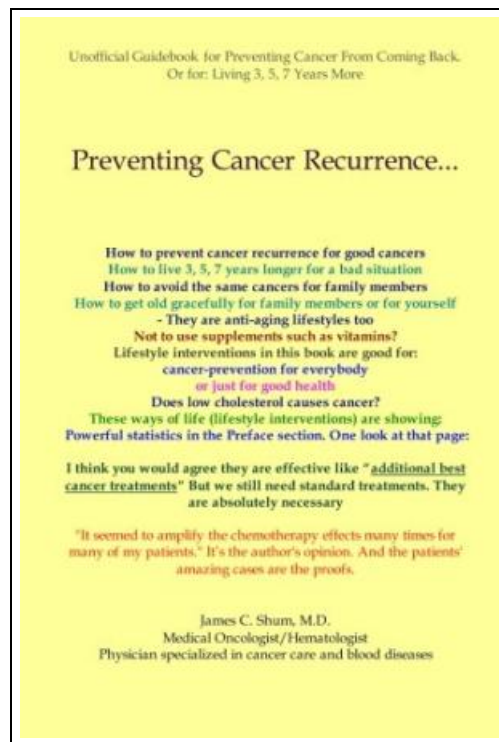 Unofficial Guidebook for Preventing Cancer From Coming Back.
Or for: Living 3, 5, 7 Years More
Preventing Cancer Recurrence...
How to prevent cancer recurrence for good cancers
How to live 3, 5, 7 years longer for a bad situation
How to avoid the same cancers for family members
How to get old gracefully for family members or for yourself
- They are anti-aging lifestyles too
Not to use supplements such as vitamins?
Lifestyle interventions in this book are good for:
cancer-prevention for everybody
or just for good health
Does low cholesterol causes cancer?
These ways of life (lifestyle interventions) are showing:
Powerful statistics in the Preface section. One look at that page:
I think you would agree they are effective like "additional best
cancer treatments" But we still need standard treatments. They
are absolutely necessary
"It seemed to amplify the chemotherapy effects many times for
many of my patients." It's the author's opinion. And the patients'
amazing cases are the proofs.
James C. Shum, M.D.
Medical Oncologist/Hematologist
Physician specialized in cancer care and blood diseases